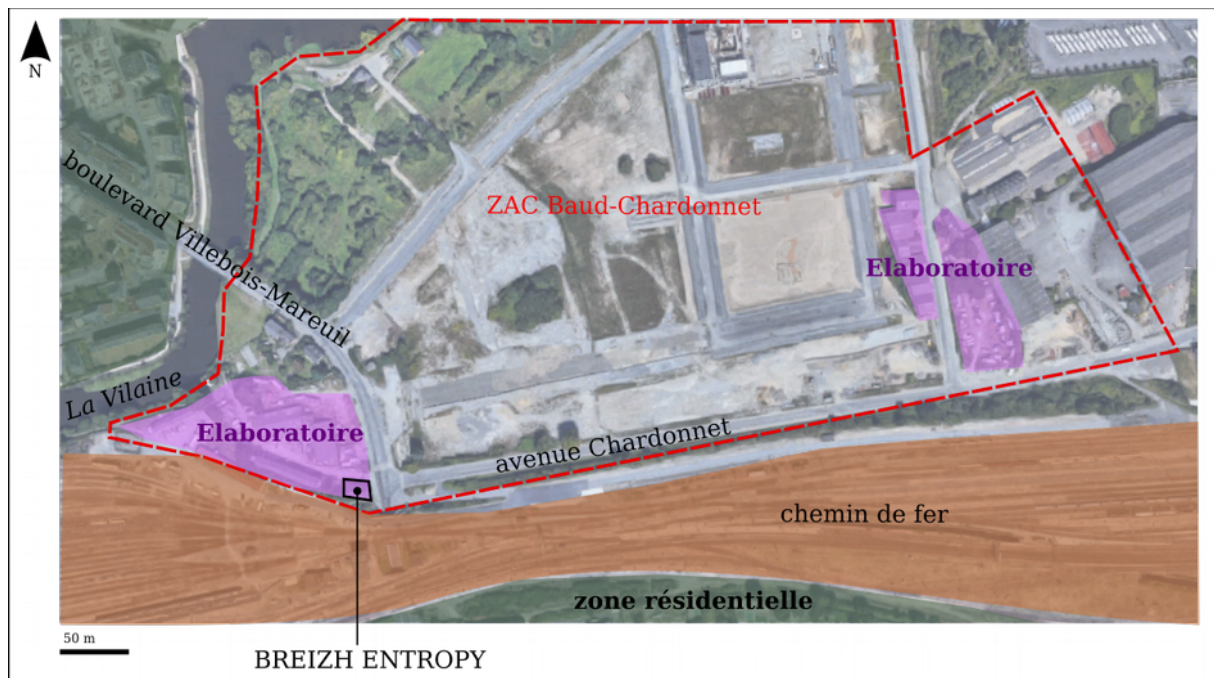 N
boulevard Villebois-Mareuil
ZAC Baud-Chardonnet
Elaboratoire
La Vilaine
Elaboratoire
avenue Chardonnet
chemin de fer
zone résidentielle
50 m
BREIZH ENTROPY